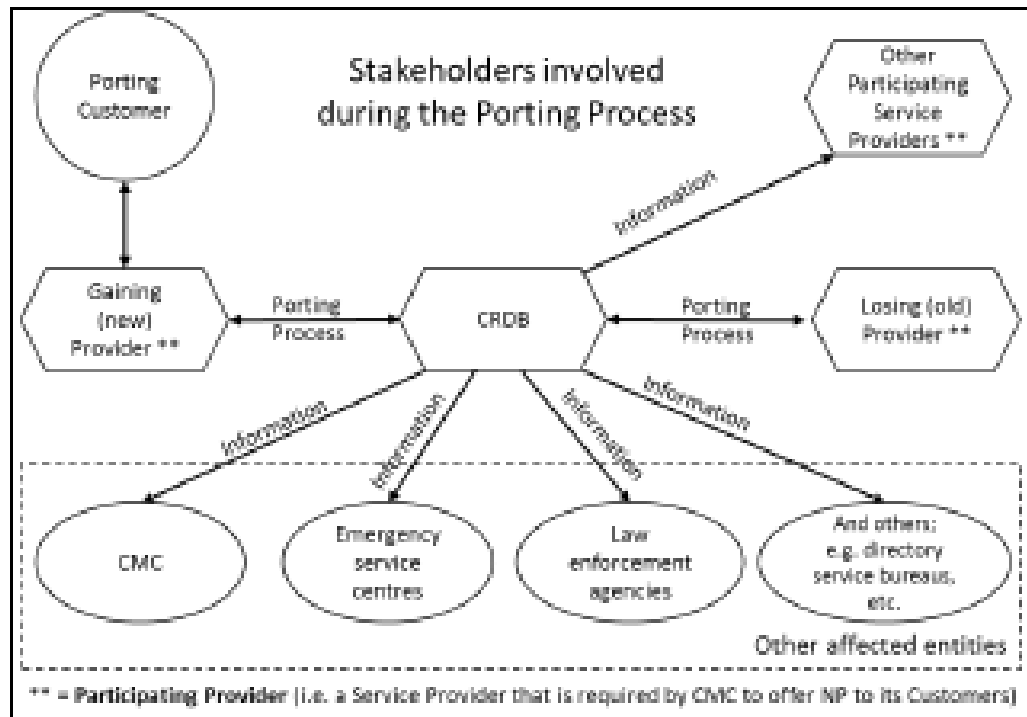 Porting
Customer
Stakeholders involved
during the Porting Process
Other
Participating
Service
Providers **
Information
Gaining
(new)
Provider **
Porting
Process
CRDB
Porting
Process
Losing (old)
Provider **
Information
Information
Information
Information
CMC
Emergency
service
centres
Law
enforcement
agencies
And others;
e.g. directory
service bureaus,
etc.
Other affected entities
** = Participating Provider (i.e. a Service Provider that is required by CMC to offer NP to its Customers)